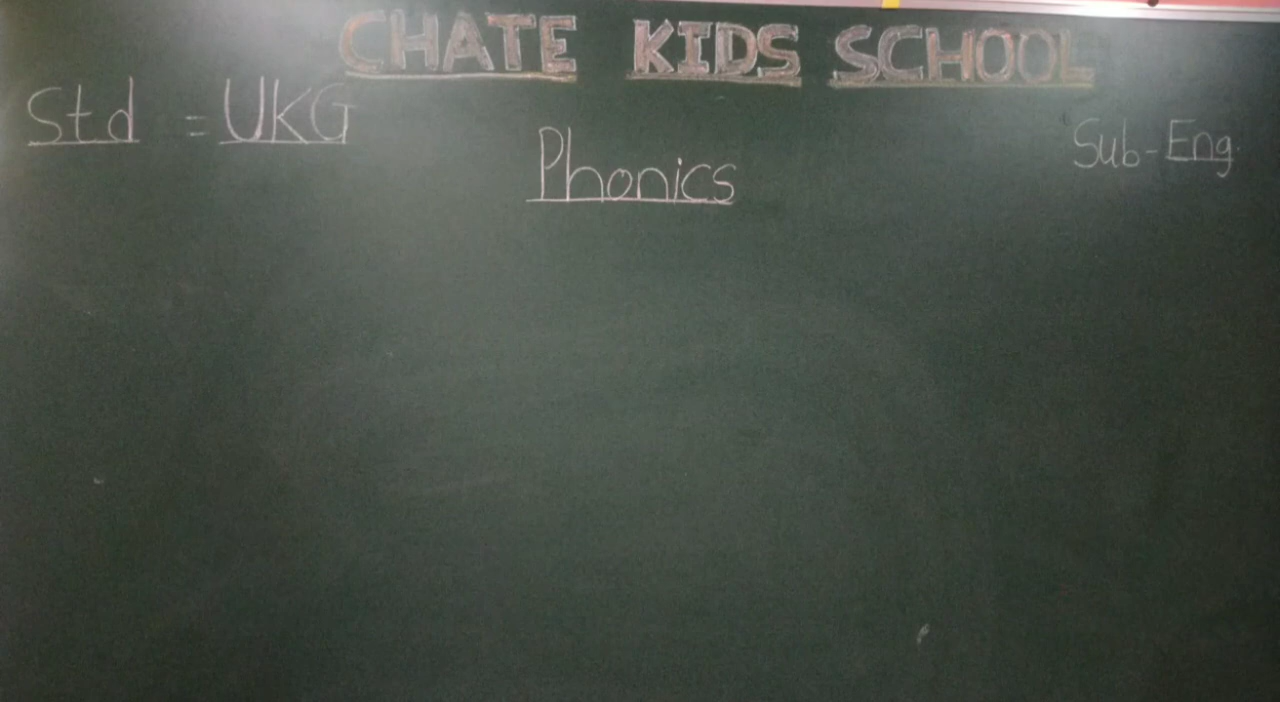 CHATE KIDS SCHOOL
Std = UKG
Sub-Eng.
Phonics